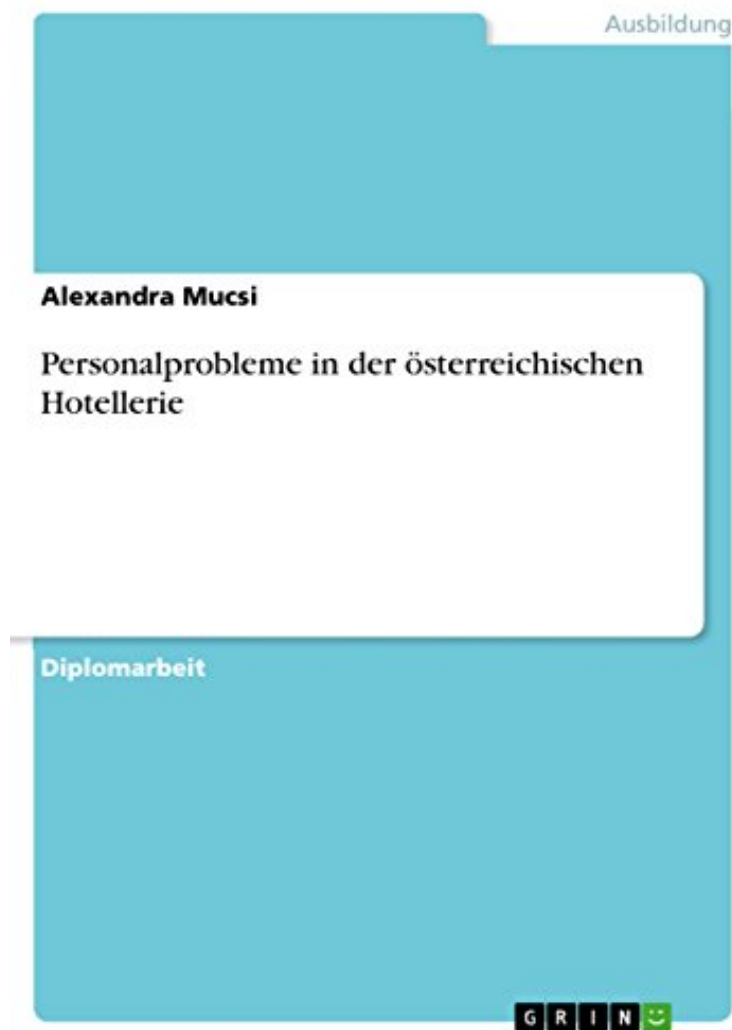 Ausbildung
Alexandra Mucsi
Personalprobleme in der österreichischen
Hotellerie
Diplomarbeit
GRIN